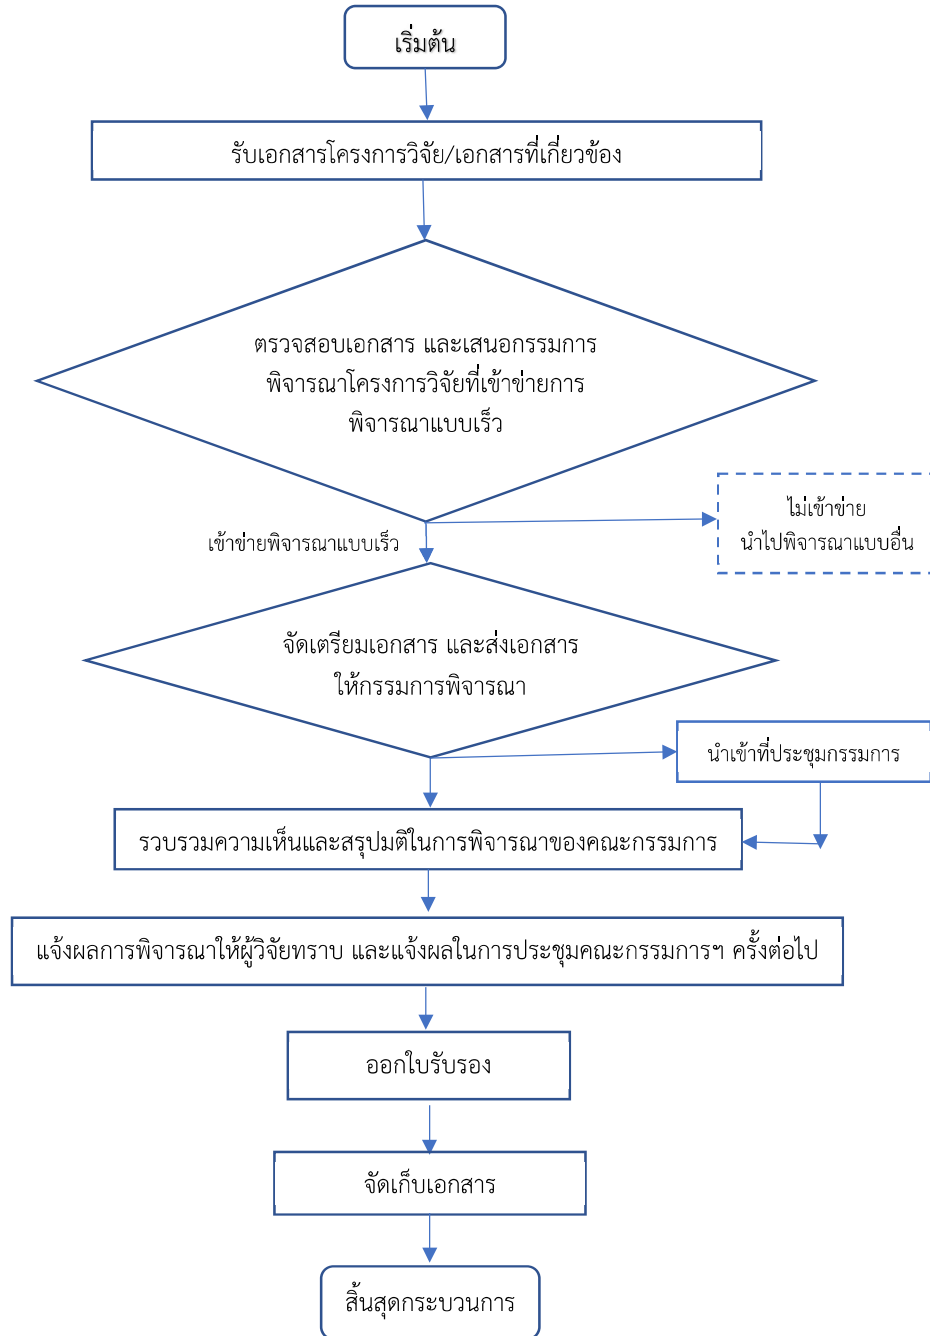 เริ่มต้น
รับเอกสารโครงการวิจัย/เอกสารที่เกี่ยวข้อง
ตรวจสอบเอกสาร และเสนอกรรมการ
พิจารณาโครงการวิจัยที่เข้าข่ายการ
พิจารณาแบบเร็ว
ไม่เข้าข่าย
นำไปพิจารณาแบบอื่น
เข้าข่ายพิจารณาแบบเร็ว
จัดเตรียมเอกสาร และส่งเอกสาร
ให้กรรมการพิจารณา
นำเข้าที่ประชุมกรรมการ
รวบรวมความเห็นและสรุปมติในการพิจารณาของคณะกรรมการ
แจ้งผลการพิจารณาให้ผู้วิจัยทราบ และแจ้งผลในการประชุมคณะกรรมการฯ ครั้งต่อไป
ออกใบรับรอง
จัดเก็บเอกสาร
สิ้นสุดกระบวนการ